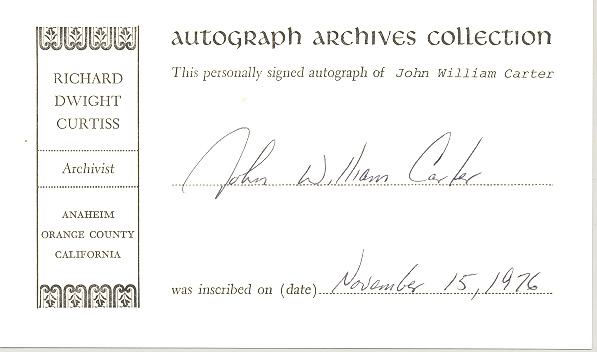 autograph archives collection
This personally signed autograph of John William Carter
RICHARD
DWIGHT
CURTISS
Archivist
ANAHEIM
ORANGE COUNTY
CALIFORNIA
John William Carter
was inscribed on (date) November 15, 1976